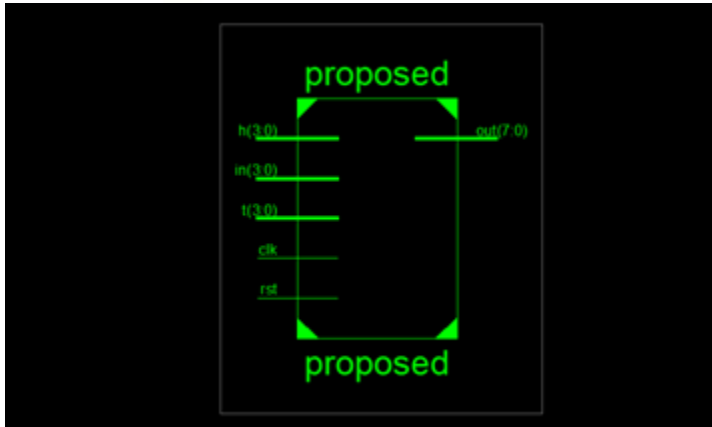 proposed
h(3:0)
out(7:0)
in(3:0)
t(3:0)
clk
rst
proposed